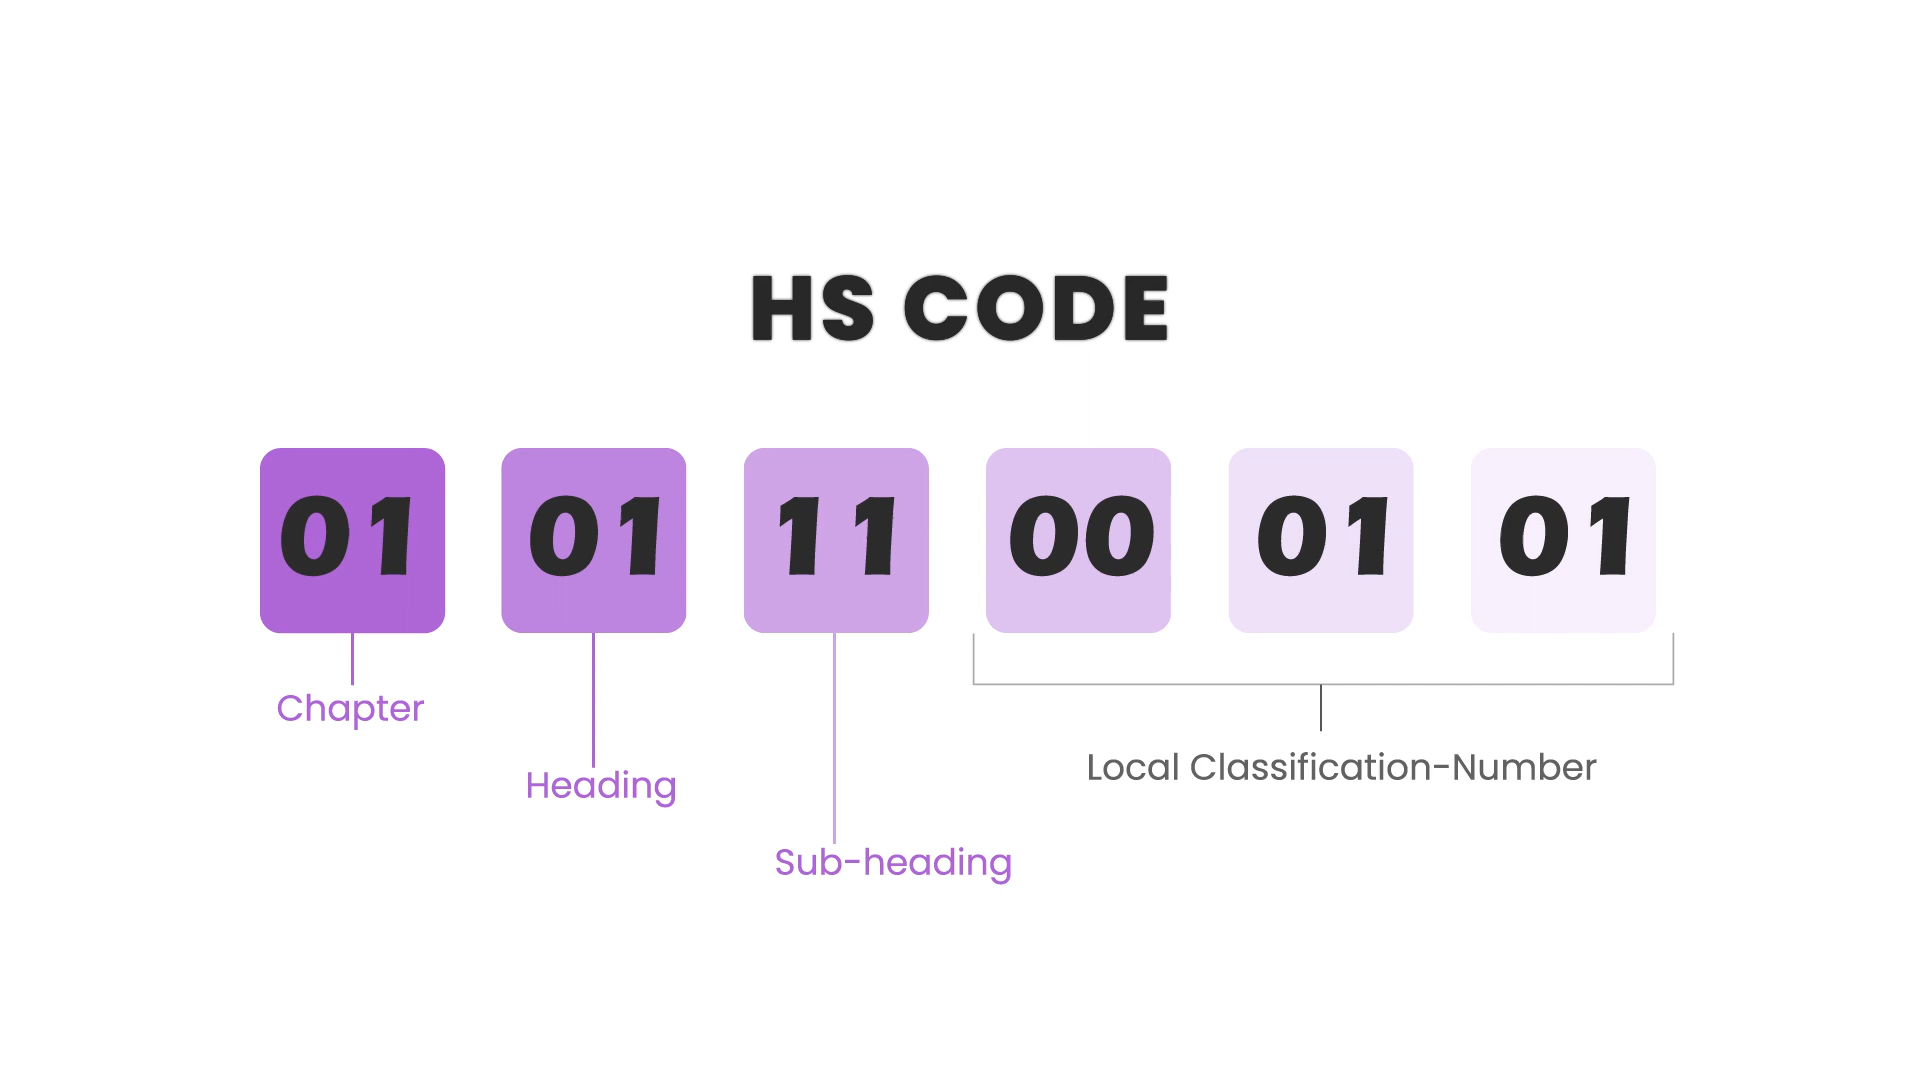 HS CODE
01 01 11 00 01 01
Chapter
Heading
Local Classification-Number
Sub-heading